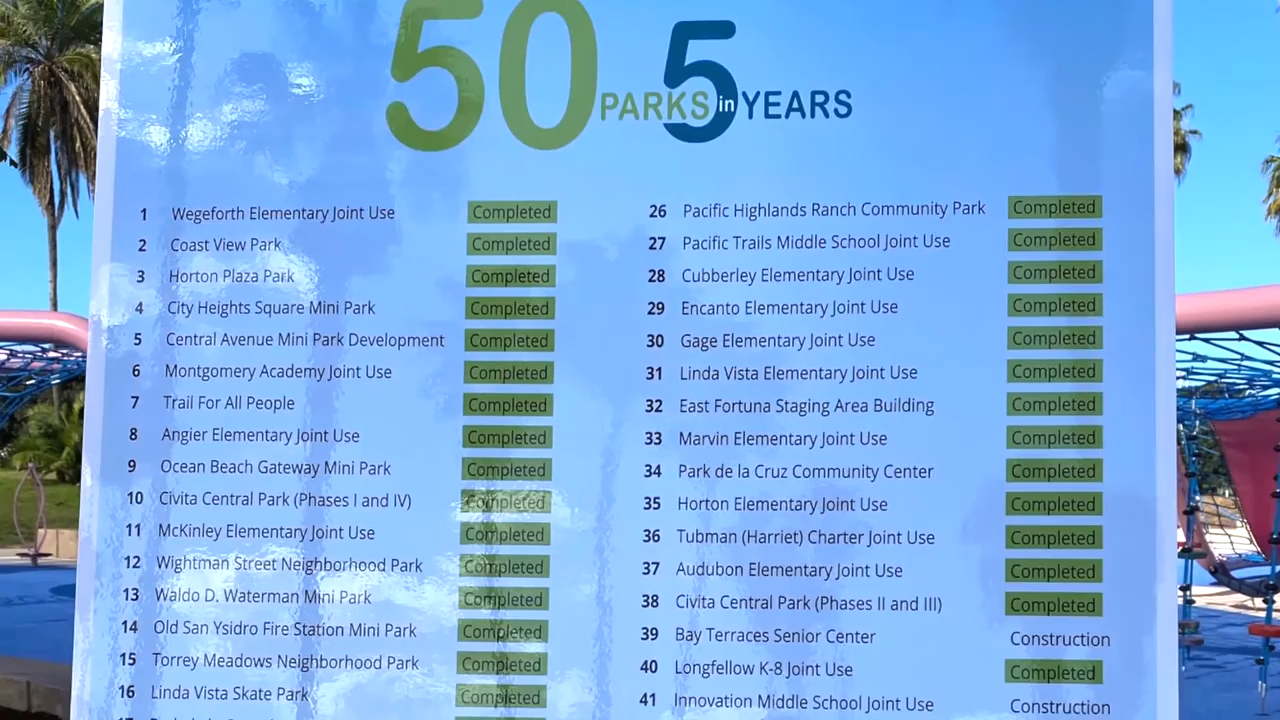 50 PARKS in 5 YEARS
1 Wegeforth Elementary Joint Use Completed
2 Coast View Park Completed
3 Horton Plaza Park Completed
4 City Heights Square Mini Park Completed
5 Central Avenue Mini Park Development Completed
6 Montgomery Academy Joint Use Completed
7 Trail For All People Completed
8 Angier Elementary Joint Use Completed
9 Ocean Beach Gateway Mini Park Completed
10 Civita Central Park (Phases I and IV) Completed
11 McKinley Elementary Joint Use Completed
12 Wightman Street Neighborhood Park Completed
13 Waldo D. Waterman Mini Park Completed
14 Old San Ysidro Fire Station Mini Park Completed
15 Torrey Meadows Neighborhood Park Completed
16 Linda Vista Skate Park Completed
26 Pacific Highlands Ranch Community Park Completed
27 Pacific Trails Middle School Joint Use Completed
28 Cubberley Elementary Joint Use Completed
29 Encanto Elementary Joint Use Completed
30 Gage Elementary Joint Use Completed
31 Linda Vista Elementary Joint Use Completed
32 East Fortuna Staging Area Building Completed
33 Marvin Elementary Joint Use Completed
34 Park de la Cruz Community Center Completed
35 Horton Elementary Joint Use Completed
36 Tubman (Harriet) Charter Joint Use Completed
37 Audubon Elementary Joint Use Completed
38 Civita Central Park (Phases II and III) Completed
39 Bay Terraces Senior Center Construction
40 Longfellow K-8 Joint Use Completed
41 Innovation Middle School Joint Use Construction